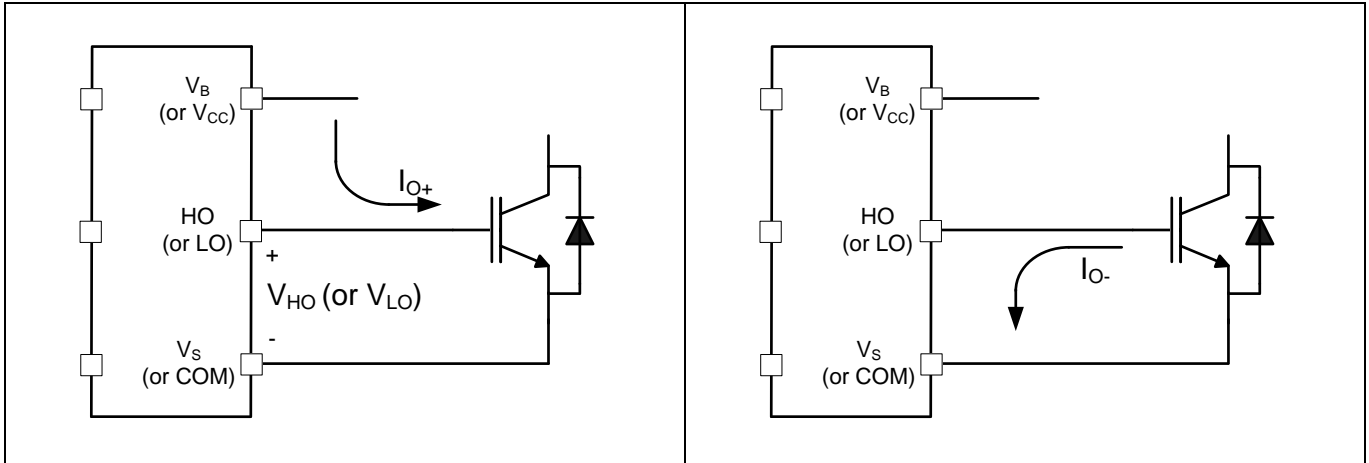 V_B
(or V_CC)
I_O+
HO
(or LO)
+
V_HO (or V_LO)
-
V_S
(or COM)
V_B
(or V_CC)
HO
(or LO)
I_O-
V_S
(or COM)